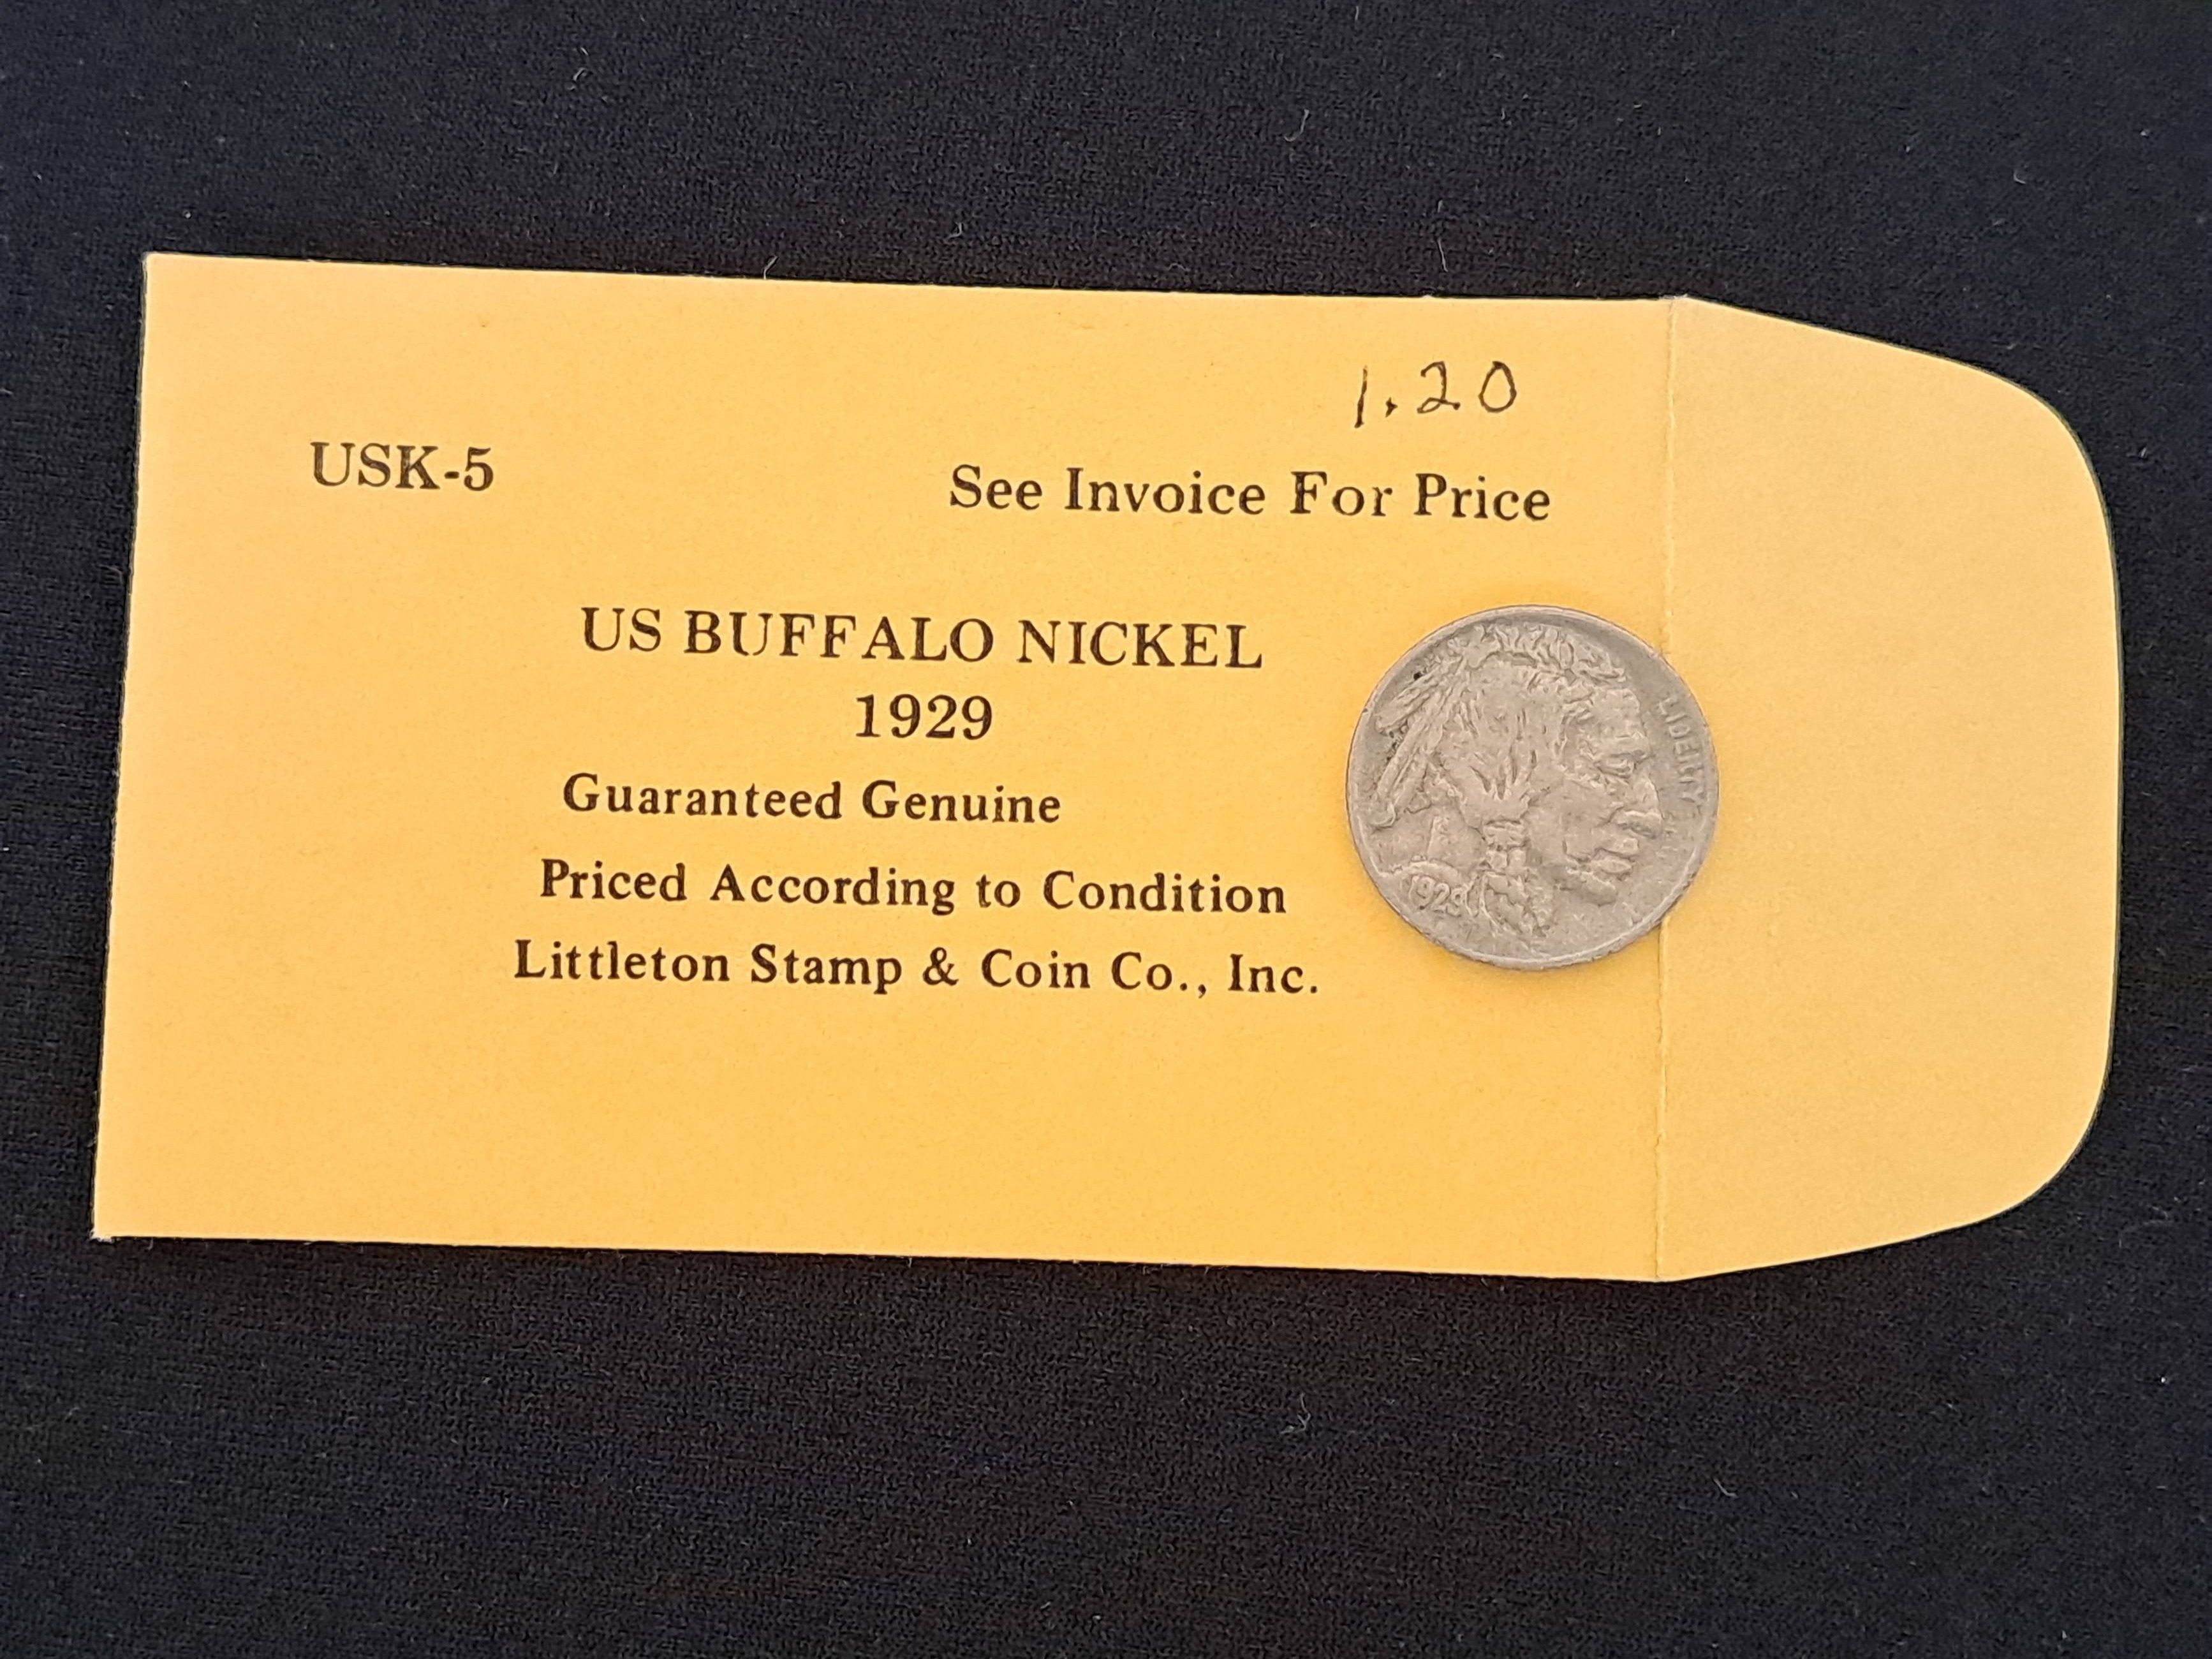 1.20
USK-5
See Invoice For Price
US BUFFALO NICKEL
1929
Guaranteed Genuine
Priced According to Condition
Littleton Stamp & Coin Co., Inc.
LIBERTY
1929